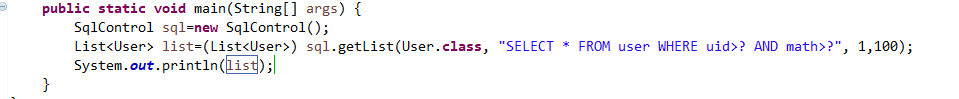 public static void main(String[] args) {
SqlControl sql=new SqlControl();
List<User> list=(List<User>) sql.getList(User.class, "SELECT * FROM user WHERE uid>? AND math>?", 1,100);
System.out.println(list);
}